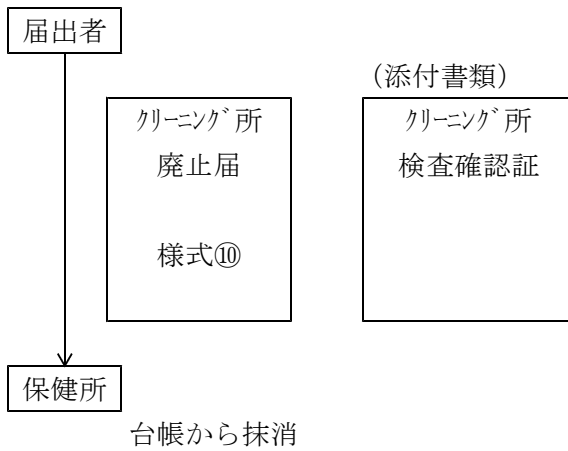 届出者
(添付書類)
ｸﾘｰﾆﾝｸﾞ所
廃止届
様式⑩
ｸﾘｰﾆﾝｸﾞ所
検査確認証
保健所
台帳から抹消